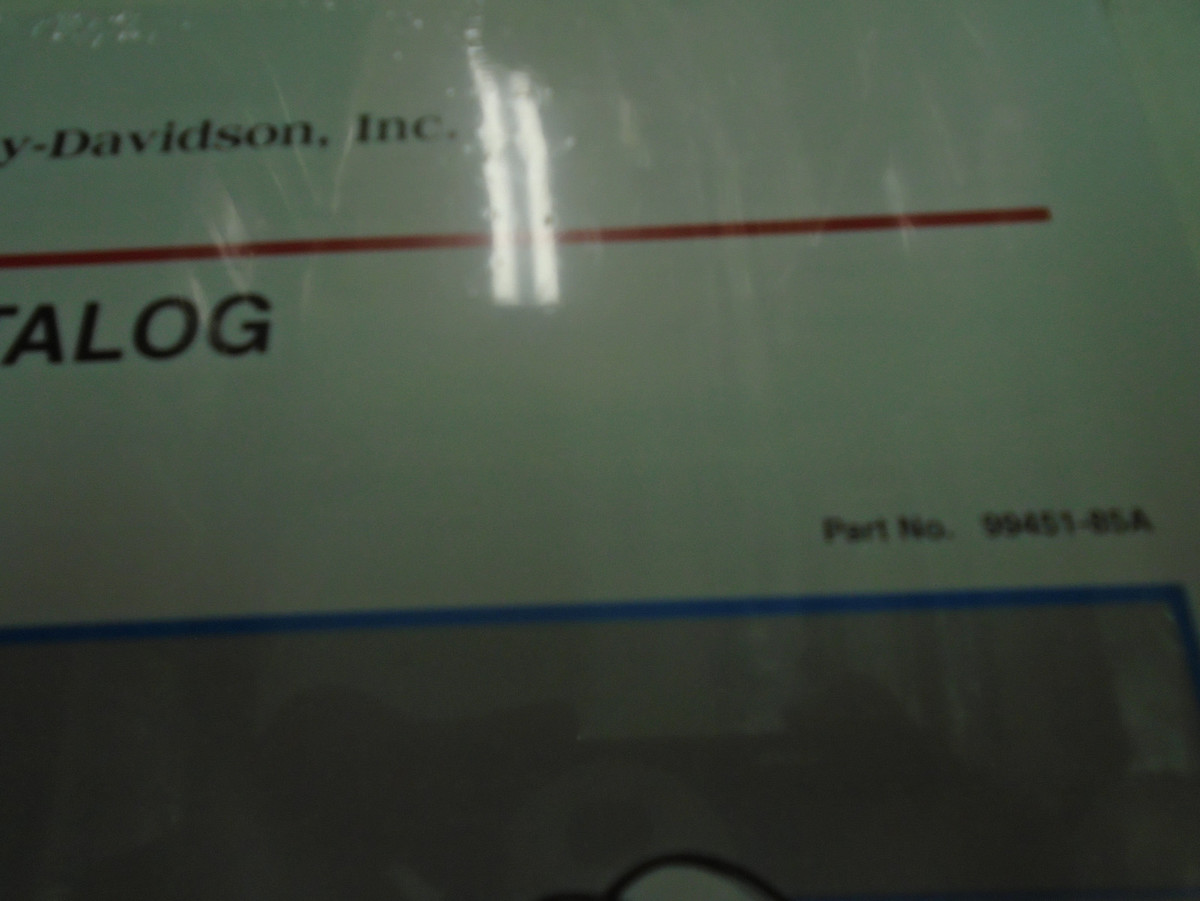 y-Davidson, Inc.
TALOG
Part No. 99451-85A